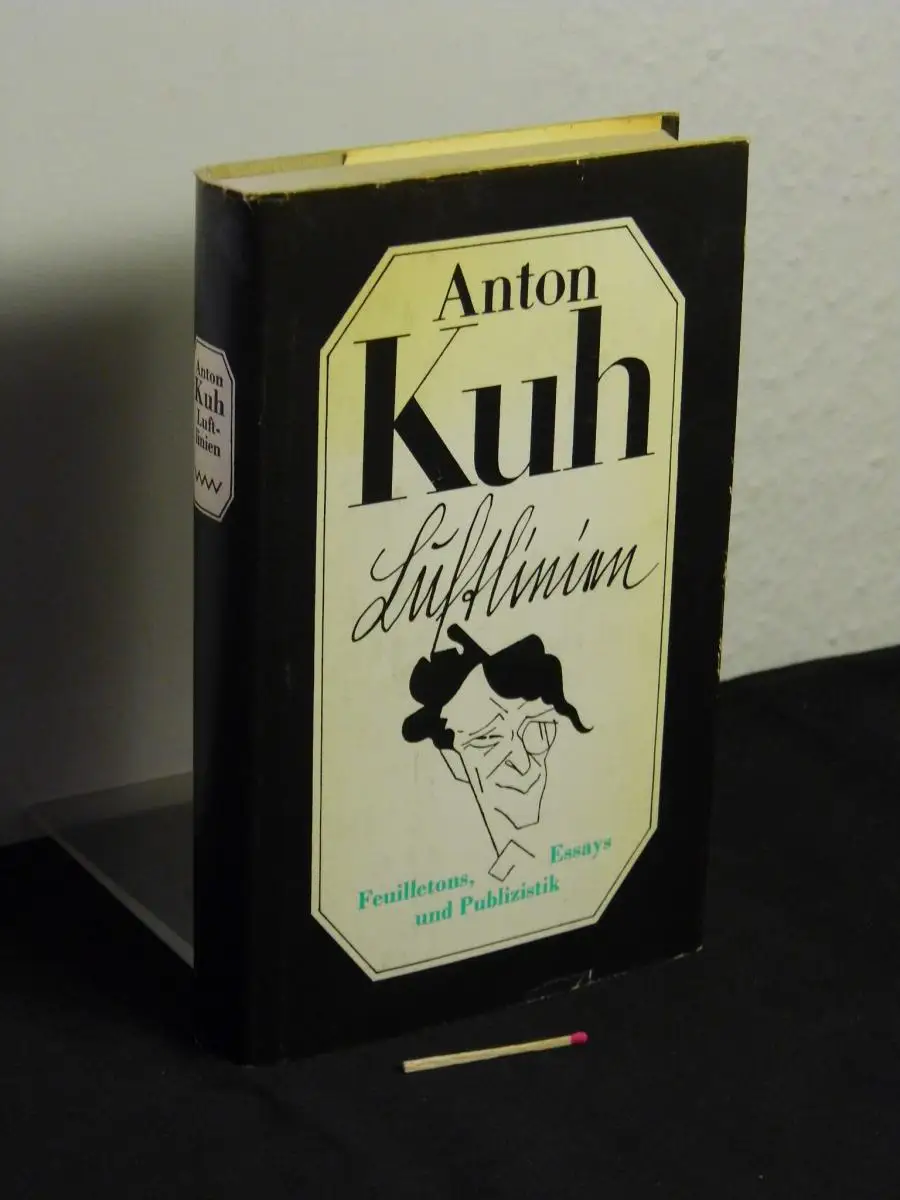 Anton
Kuh
Luftlinien
Feuilletons, Essays
und Publizistik
Anton
Kuh
Luft-
linien